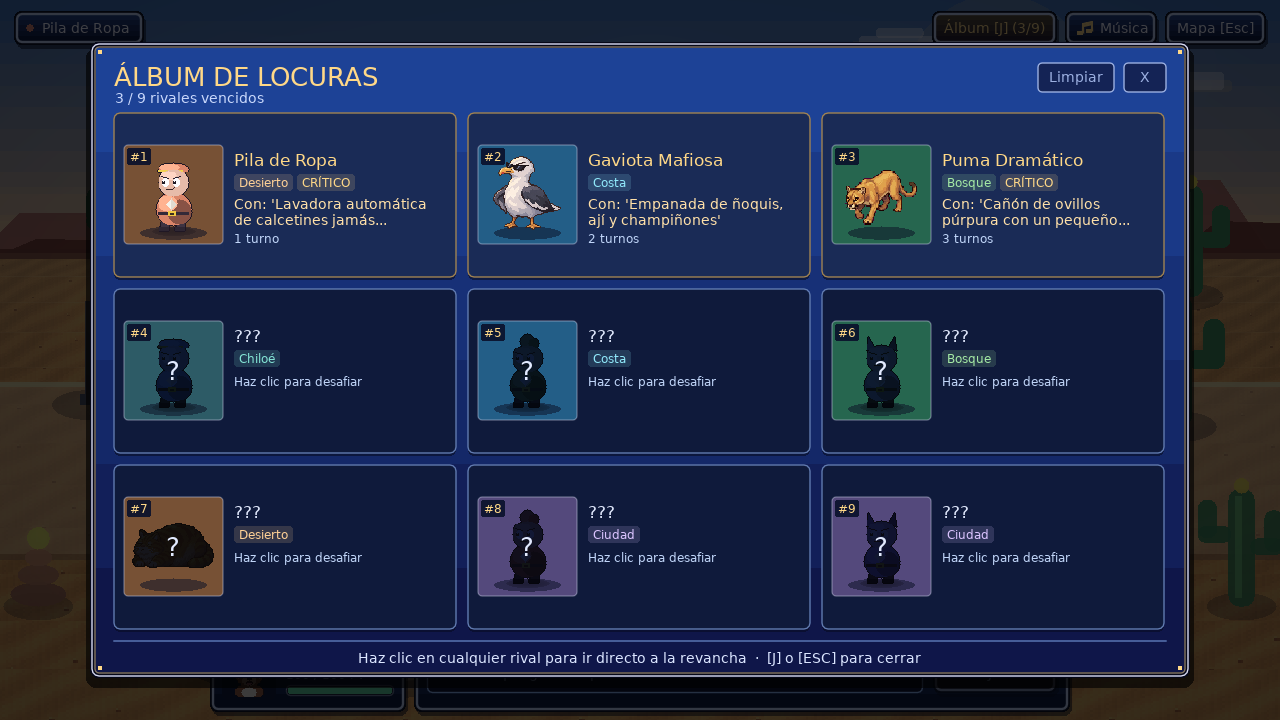 Pila de Ropa
Álbum [J] (3/9)
Música
Mapa [Esc]
ÁLBUM DE LOCURAS
3 / 9 rivales vencidos
Limpiar
X
#1
Pila de Ropa
Desierto
CRÍTICO
Con: 'Lavadora automática
de calcetines jamás...
1 turno
#2
Gaviota Mafiosa
Costa
Con: 'Empanada de ñoquis,
ají y champiñones'
2 turnos
#3
Puma Dramático
Bosque
CRÍTICO
Con: 'Cañón de ovillos
púrpura con un pequeño...
3 turnos
#4
???
Chiloé
Haz clic para desafiar
?
#5
???
Costa
Haz clic para desafiar
?
#6
???
Bosque
Haz clic para desafiar
?
#7
???
Desierto
Haz clic para desafiar
?
#8
???
Ciudad
Haz clic para desafiar
?
#9
???
Ciudad
Haz clic para desafiar
?
Haz clic en cualquier rival para ir directo a la revancha · [J] o [ESC] para cerrar